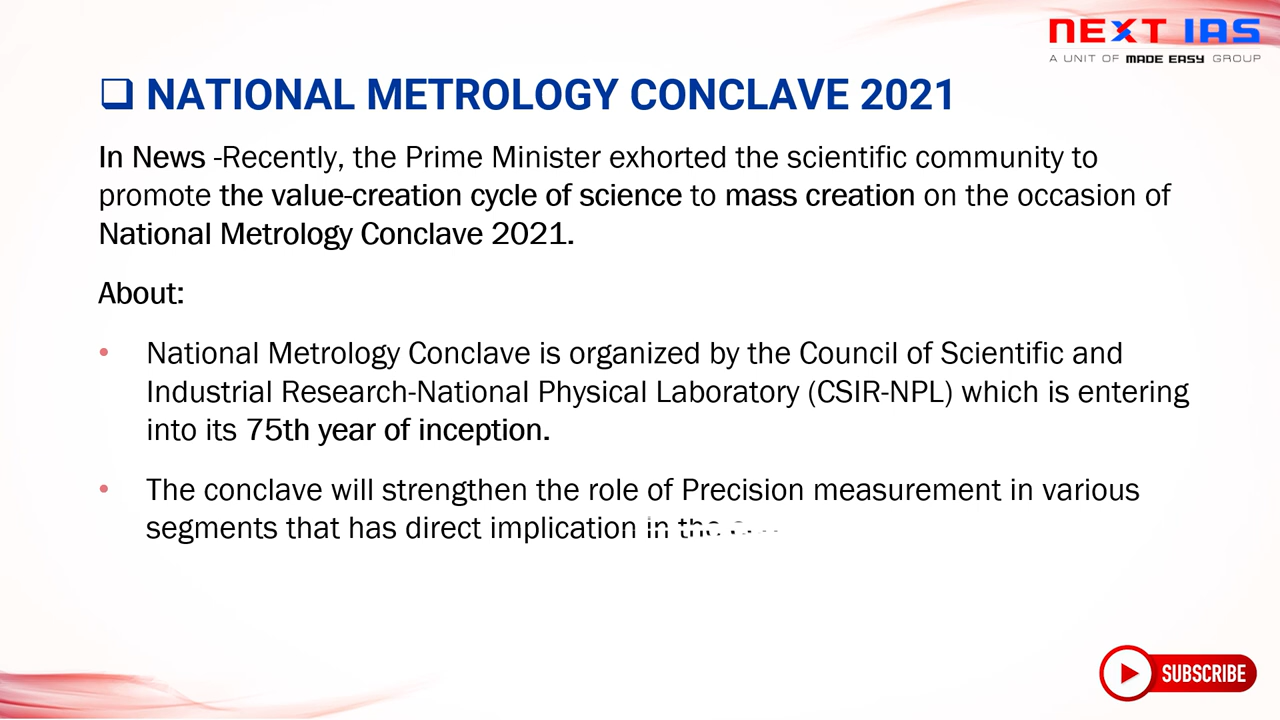 NEXT IAS
A UNIT OF MADE EASY GROUP
❑ NATIONAL METROLOGY CONCLAVE 2021
In News -Recently, the Prime Minister exhorted the scientific community to
promote the value-creation cycle of science to mass creation on the occasion of
National Metrology Conclave 2021.
About:
• National Metrology Conclave is organized by the Council of Scientific and
Industrial Research-National Physical Laboratory (CSIR-NPL) which is entering
into its 75th year of inception.
• The conclave will strengthen the role of Precision measurement in various
segments that has direct implication in the
SUBSCRIBE